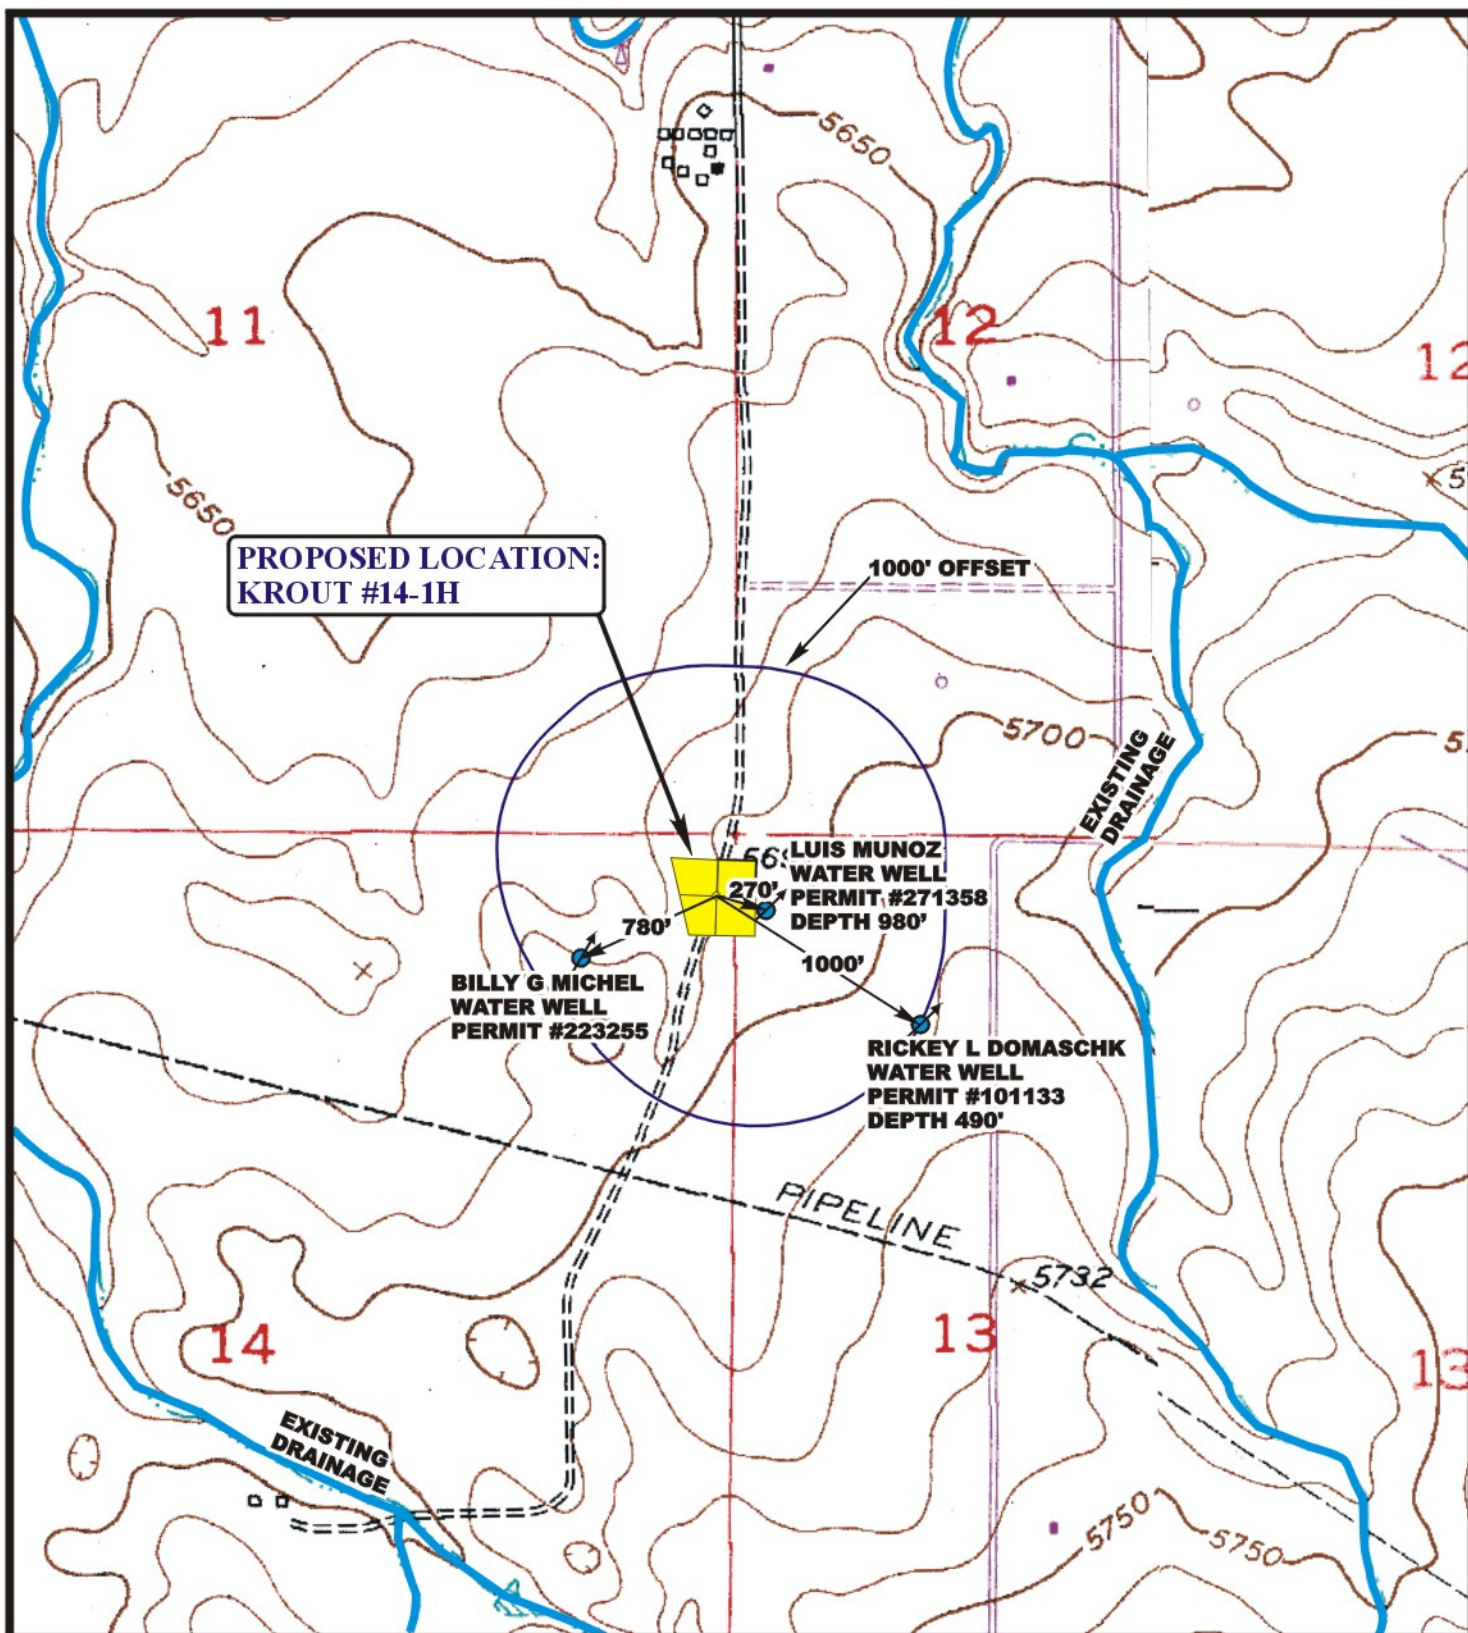 5650
11
12
12
5650
PROPOSED LOCATION:
KROUT #14-1H
1000' OFFSET
5700
EXISTING
DRAINAGE
LUIS MUNOZ
WATER WELL
PERMIT #271358
DEPTH 980'
270'
780'
1000'
BILLY G MICHEL
WATER WELL
PERMIT #223255
RICKEY L DOMASCHK
WATER WELL
PERMIT #101133
DEPTH 490'
PIPELINE
5732
14
13
13
EXISTING
DRAINAGE
5750
5750